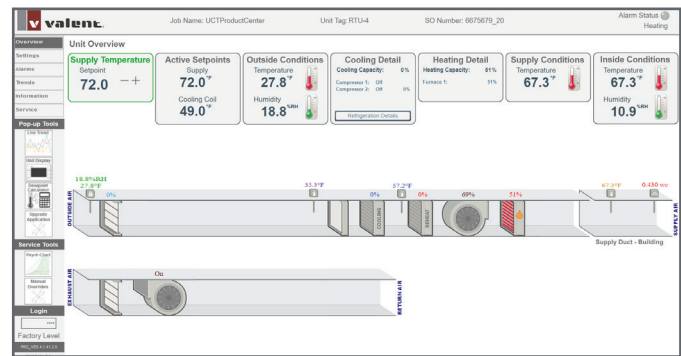 valent.
Job Name: UCTProductCenter
Unit Tag: RTU-4
SO Number: 6675679_20
Alarm Status
Heating
Overview
Settings
Alarms
Trends
Information
Service
Pop-up Tools
Live Trend
Unit Display
Dewpoint Calculator
Upgrade
Application
Service Tools
Psych Chart
Manual
Overrides
Login
****
Factory Level
Unit Overview
Supply Temperature
Setpoint
72.0 - +
Active Setpoints
Supply
72.0 °F
Cooling Coil
49.0 °F
Outside Conditions
Temperature
27.8 °F
Humidity
18.8 %RH
Cooling Detail
Cooling Capacity: 0%
Compressor 1: Off
Compressor 2: Off 0%
Refrigeration Details
Heating Detail
Heating Capacity: 51%
Furnace 1: 51%
Supply Conditions
Temperature
67.3 °F
Inside Conditions
Temperature
67.3 °F
Humidity
10.9 %RH
18.8%RH
27.8°F
0%
55.3°F
0%
57.2°F
0%
69%
51%
67.3°F
0.430 wc
OUTSIDE AIR
COOLING
REHEAT
SUPPLY AIR
Supply Duct - Building
On
EXHAUST AIR
RETURN AIR